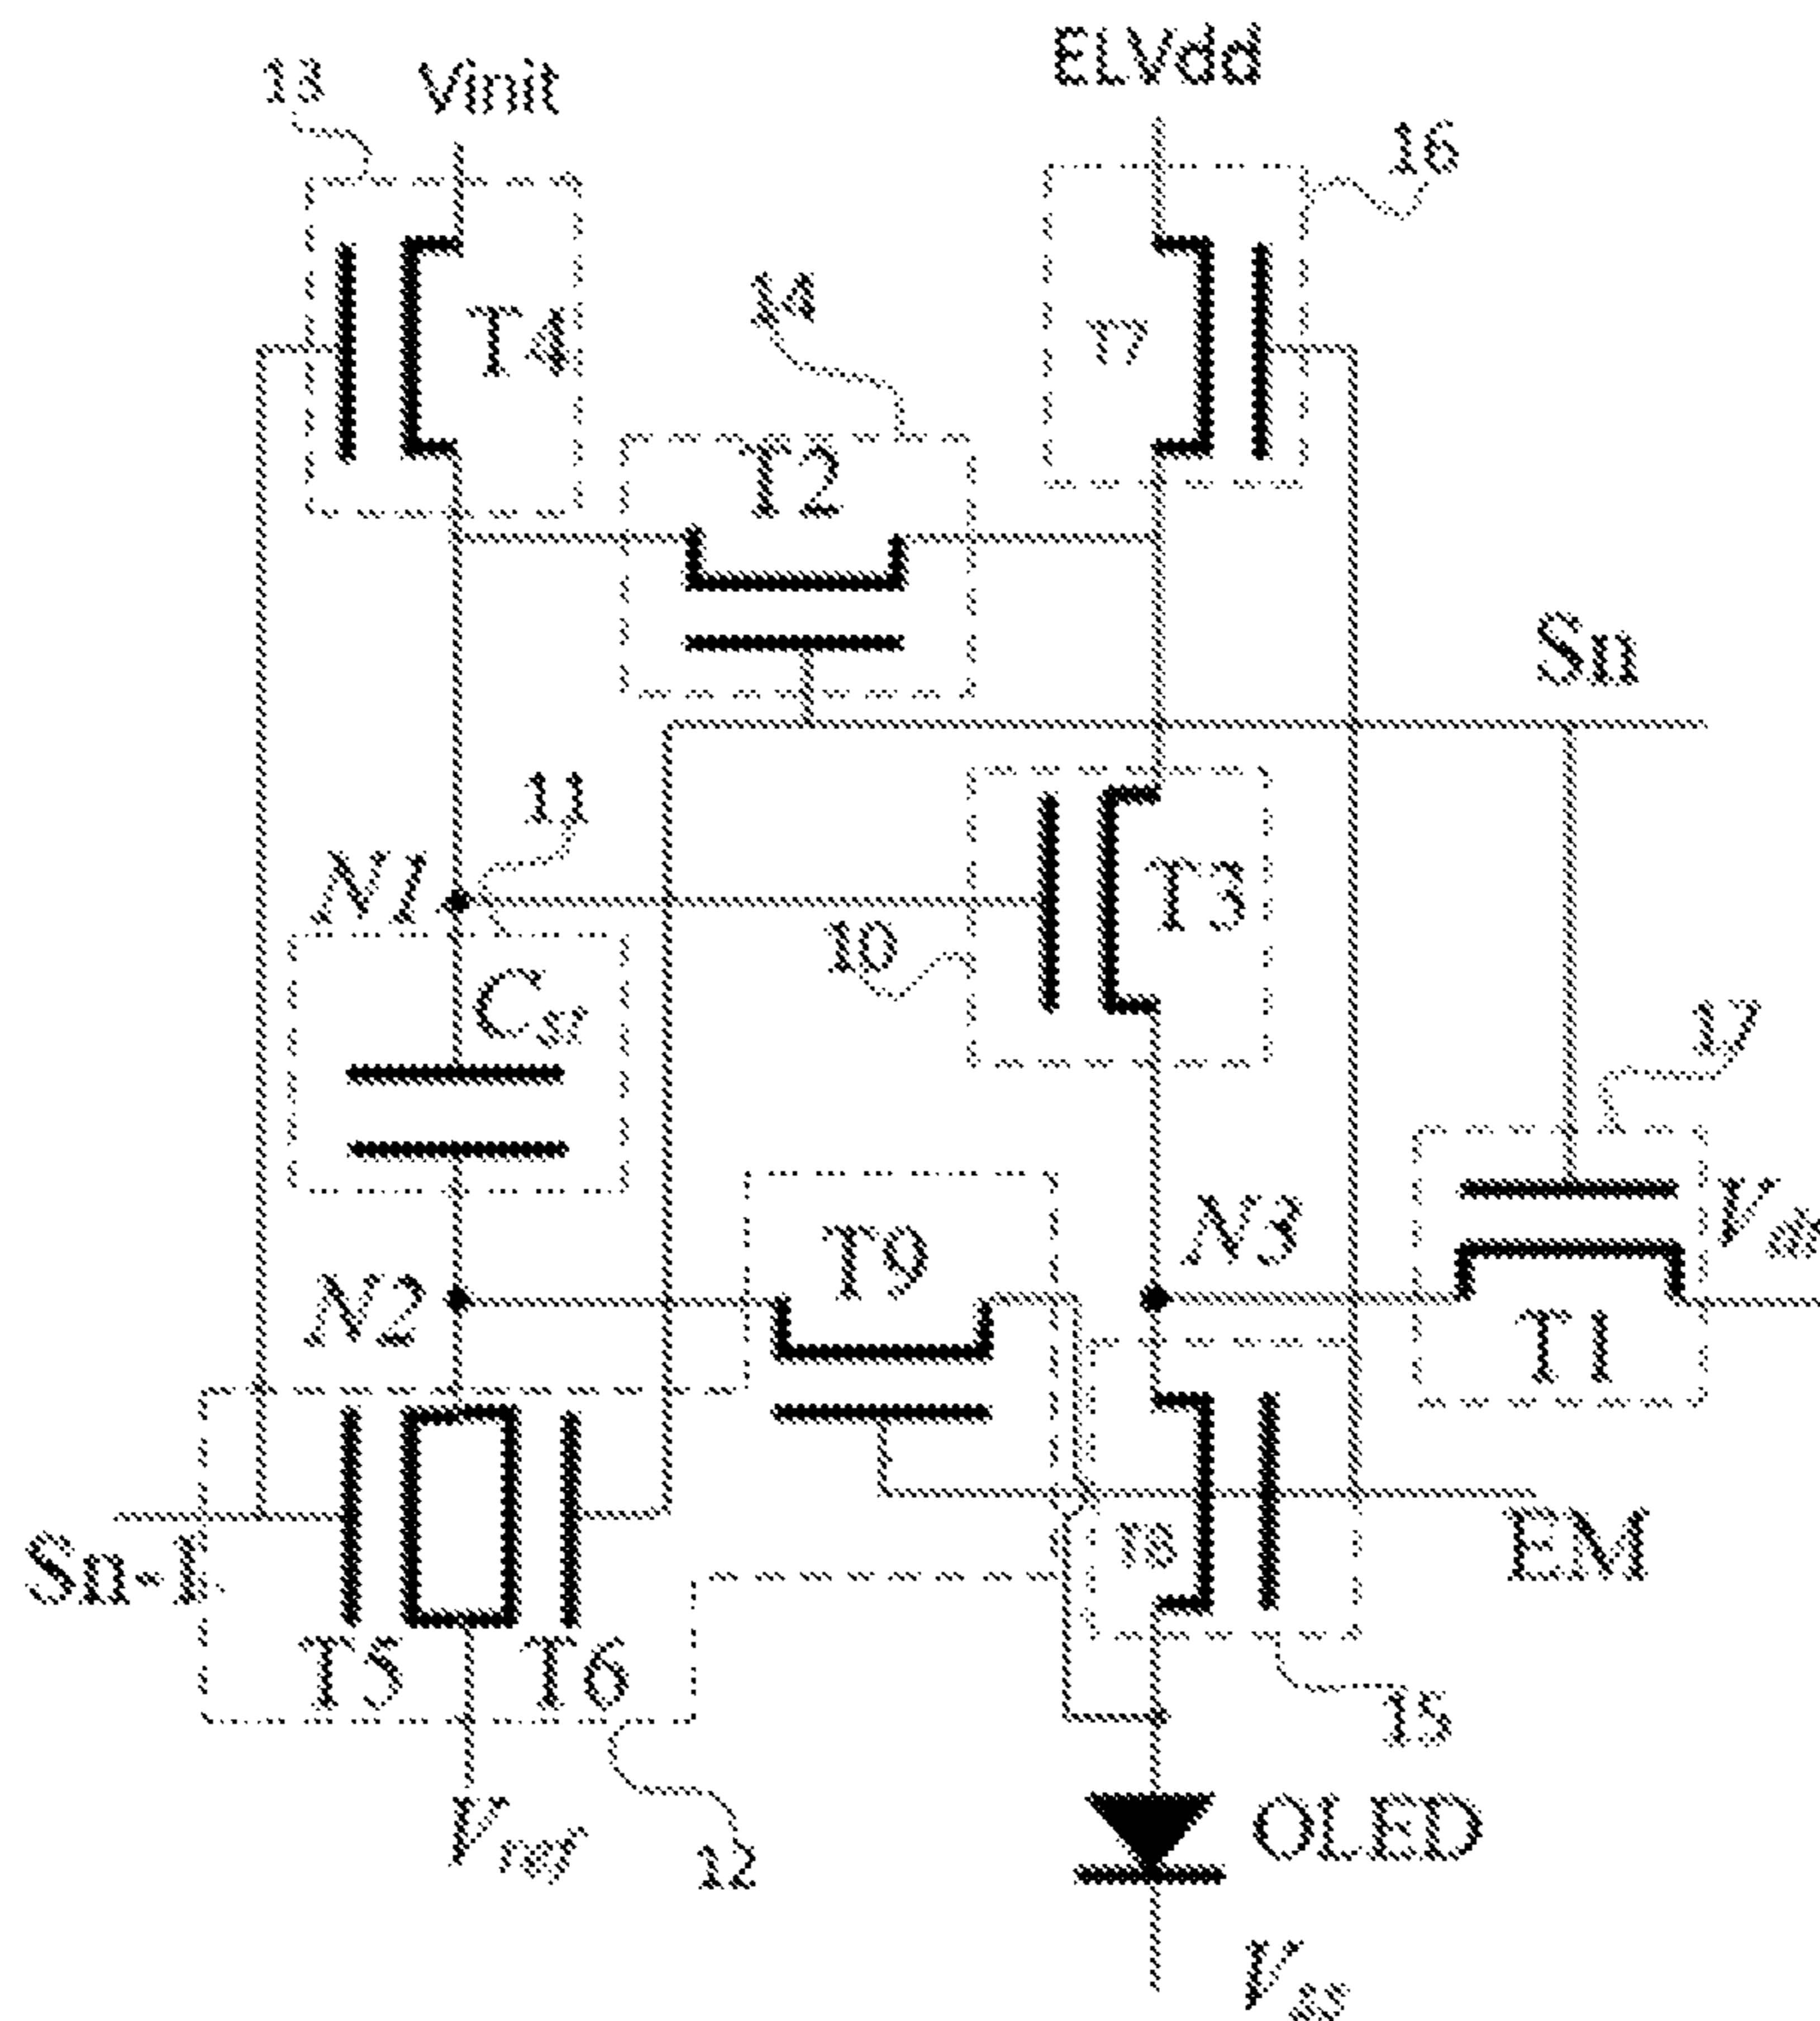 13
Vinit
ELVdd
16
T4
14
T7
T2
Sn
11
N1
T3
10
Cst
17
T9
N3
N2
T1
Sn-1
T8
EM
T5
T6
15
Vref
12
OLED
Vss